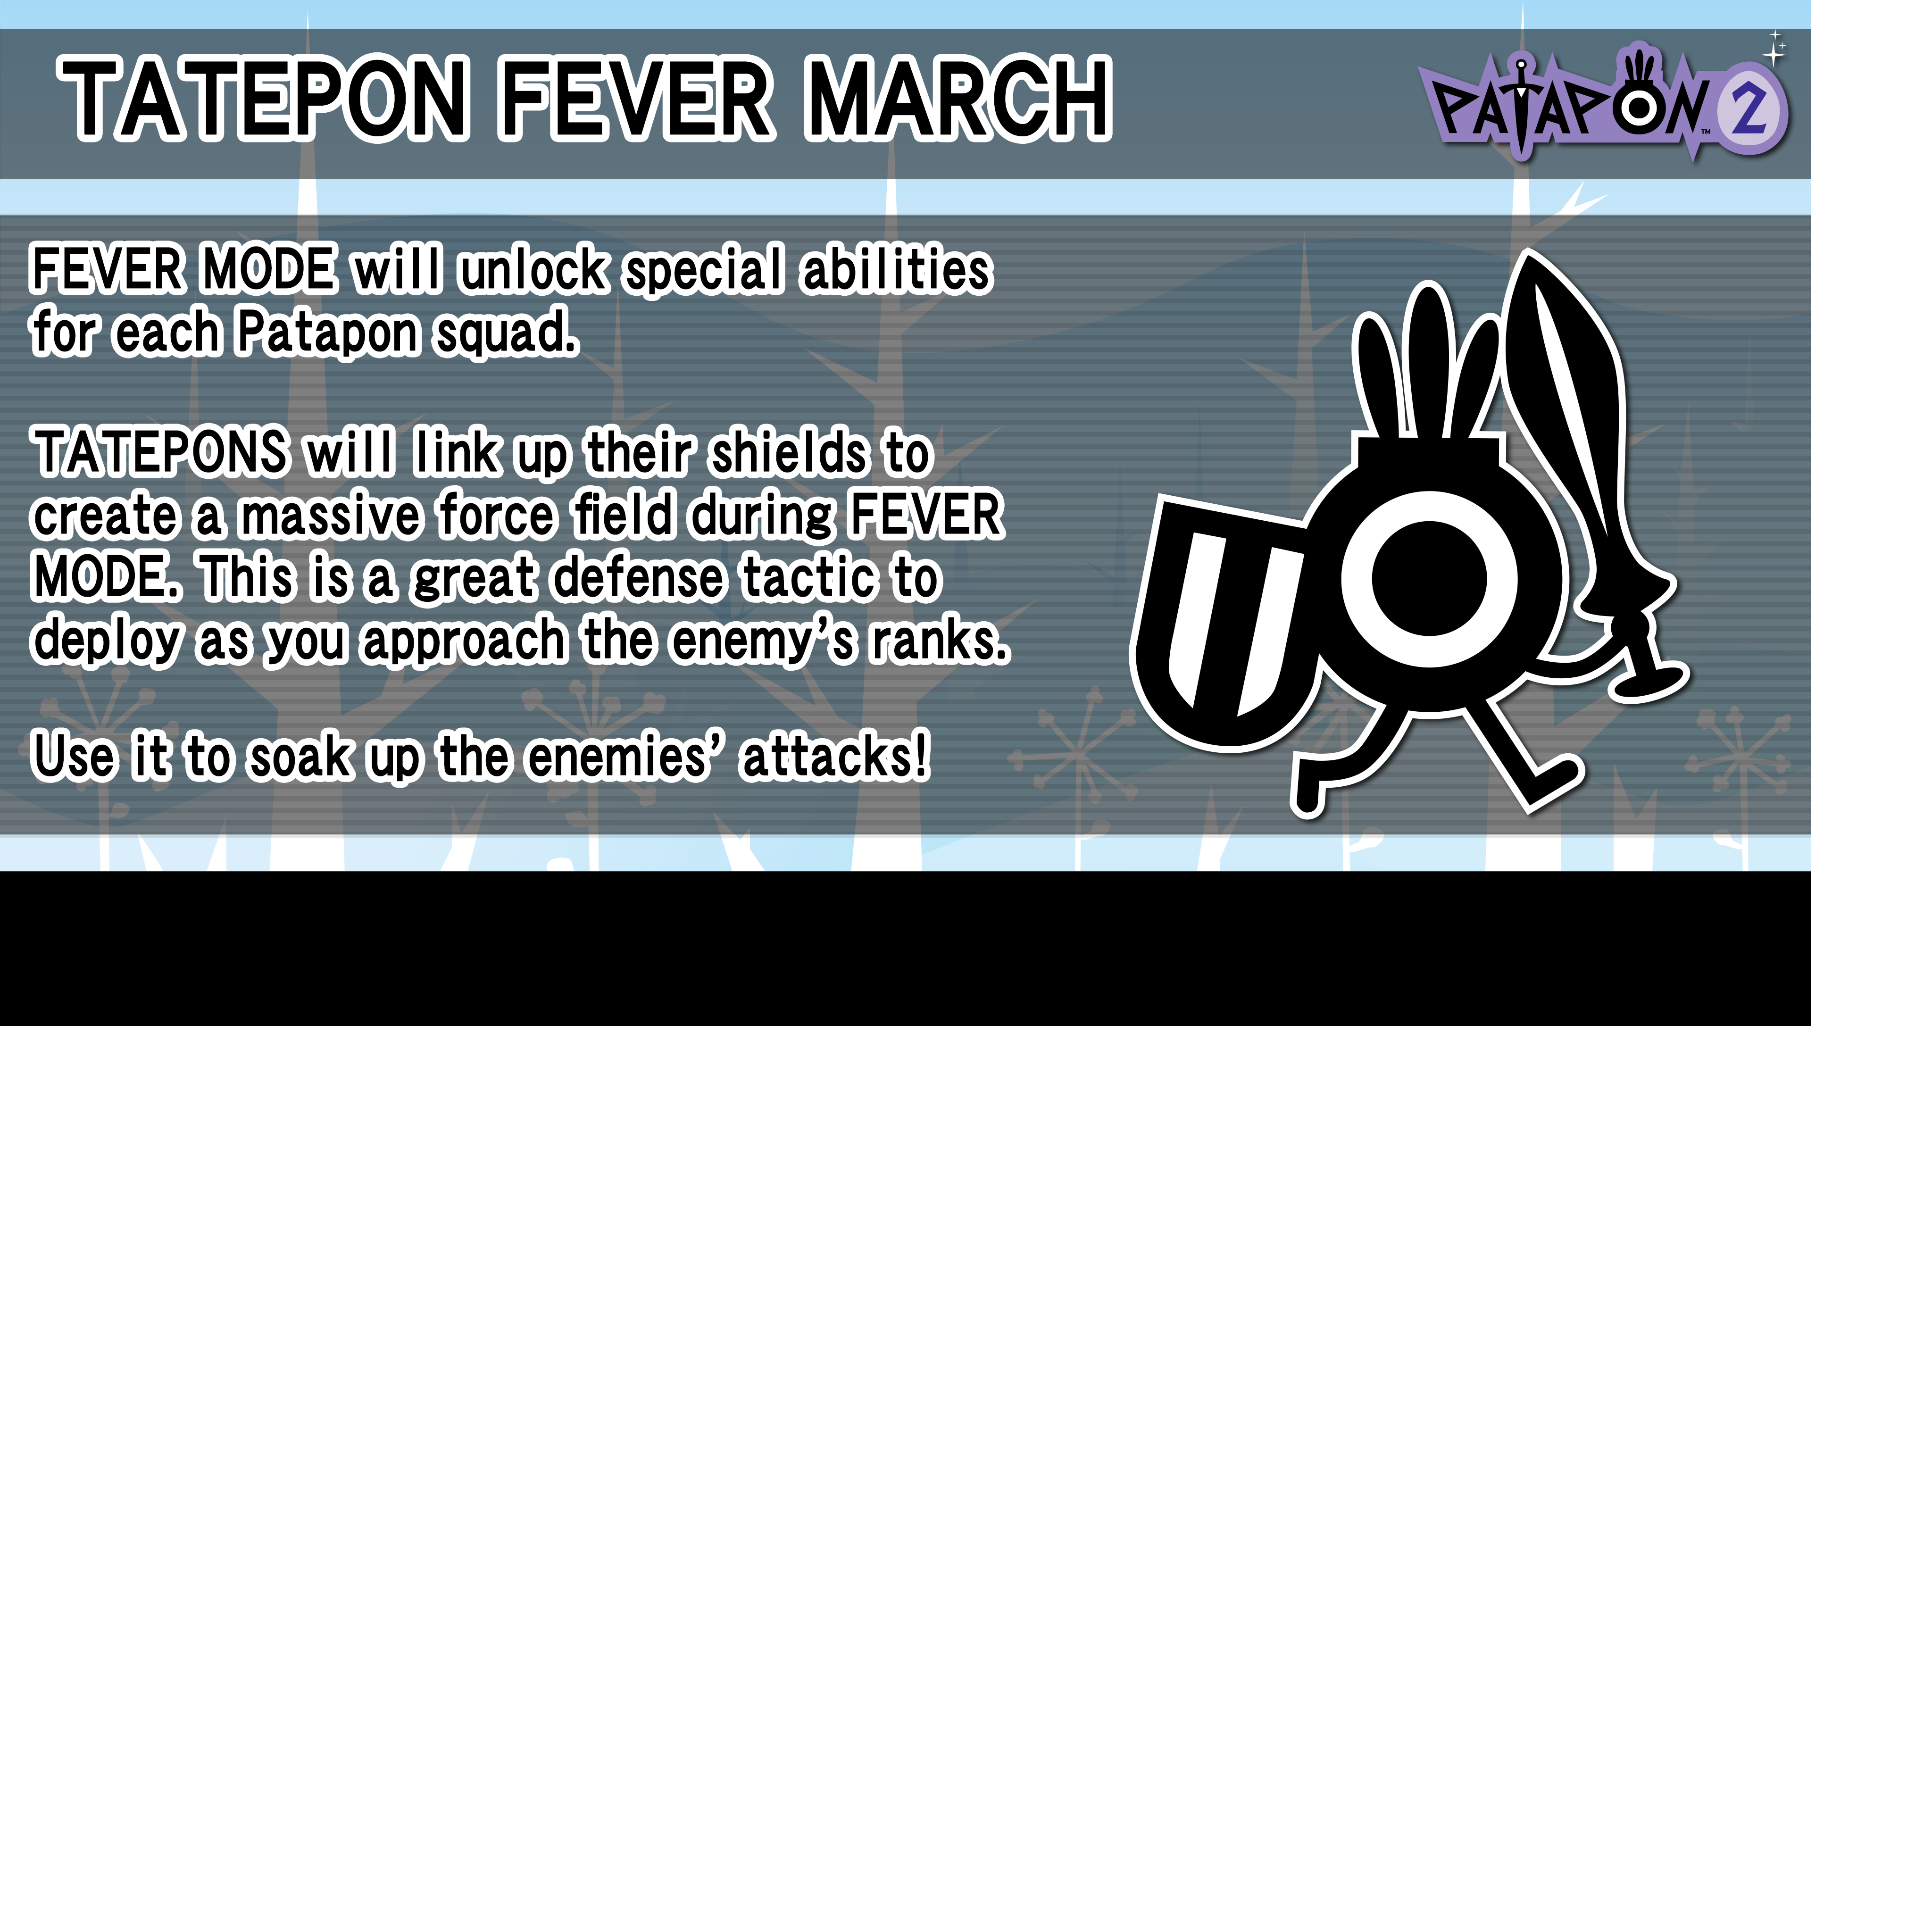 TATEPON FEVER MARCH
PATAPON™ 2
FEVER MODE will unlock special abilities
for each Patapon squad.
TATEPONS will link up their shields to
create a massive force field during FEVER
MODE. This is a great defense tactic to
deploy as you approach the enemy’s ranks.
Use it to soak up the enemies’ attacks!